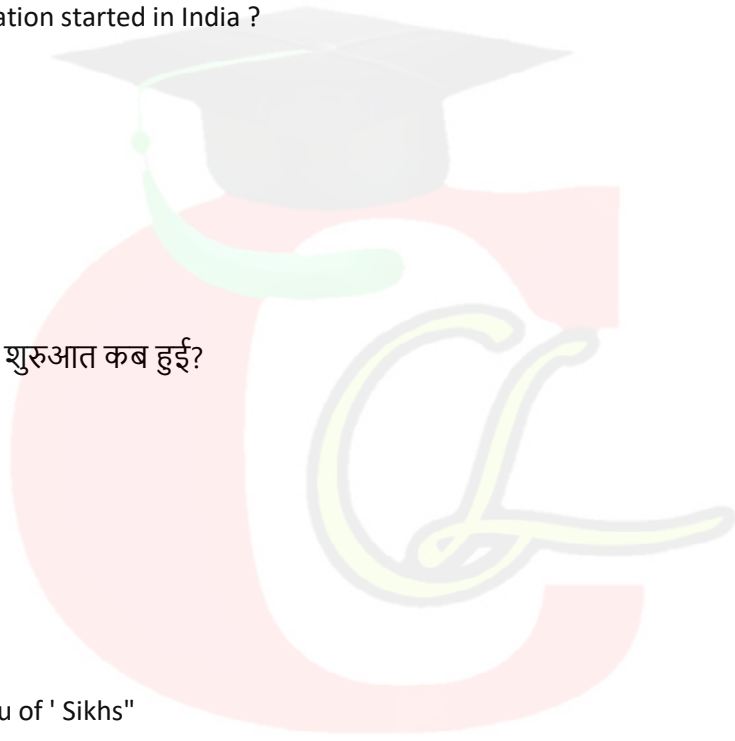 ation started in India ?
शुरुआत कब हुई?
u of ' Sikhs"